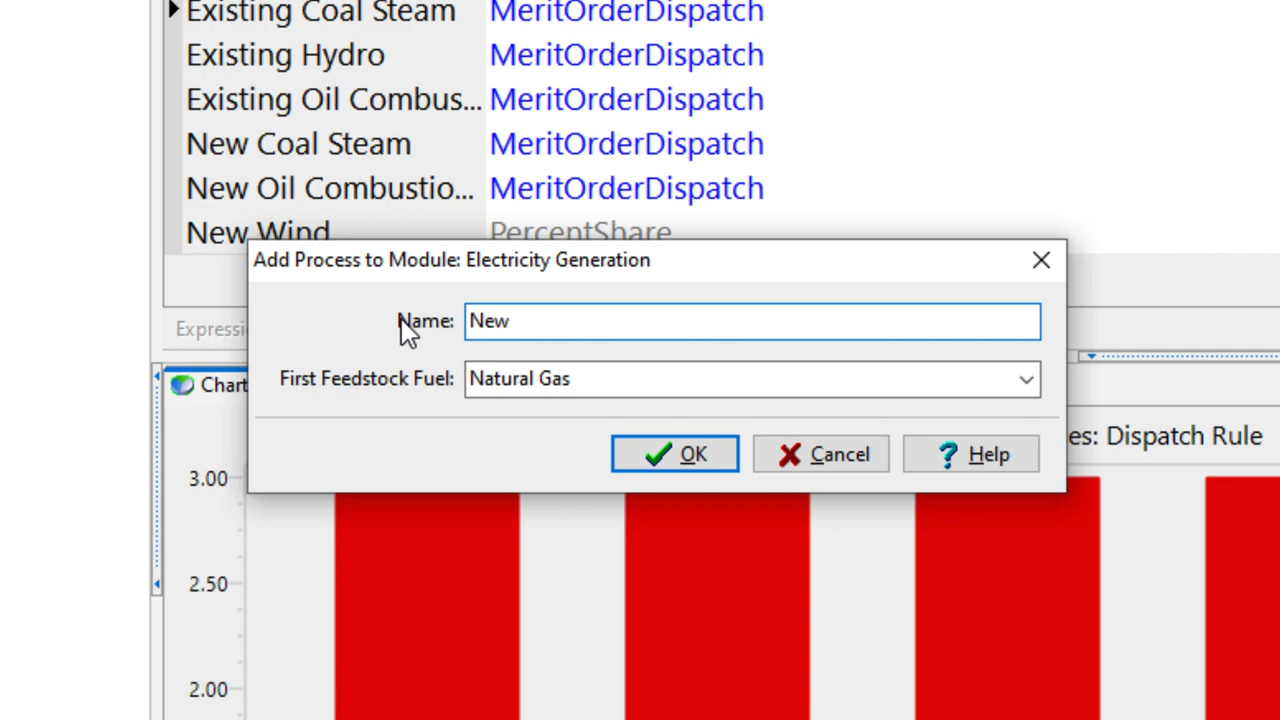 Existing Coal Steam MeritOrderDispatch
Existing Hydro MeritOrderDispatch
Existing Oil Combus... MeritOrderDispatch
New Coal Steam MeritOrderDispatch
New Oil Combustio... MeritOrderDispatch
New Wind PercentShare
Add Process to Module: Electricity Generation
Name: New
Expressi
First Feedstock Fuel: Natural Gas
Chart
OK Cancel Help
es: Dispatch Rule
3.00
2.50
2.00